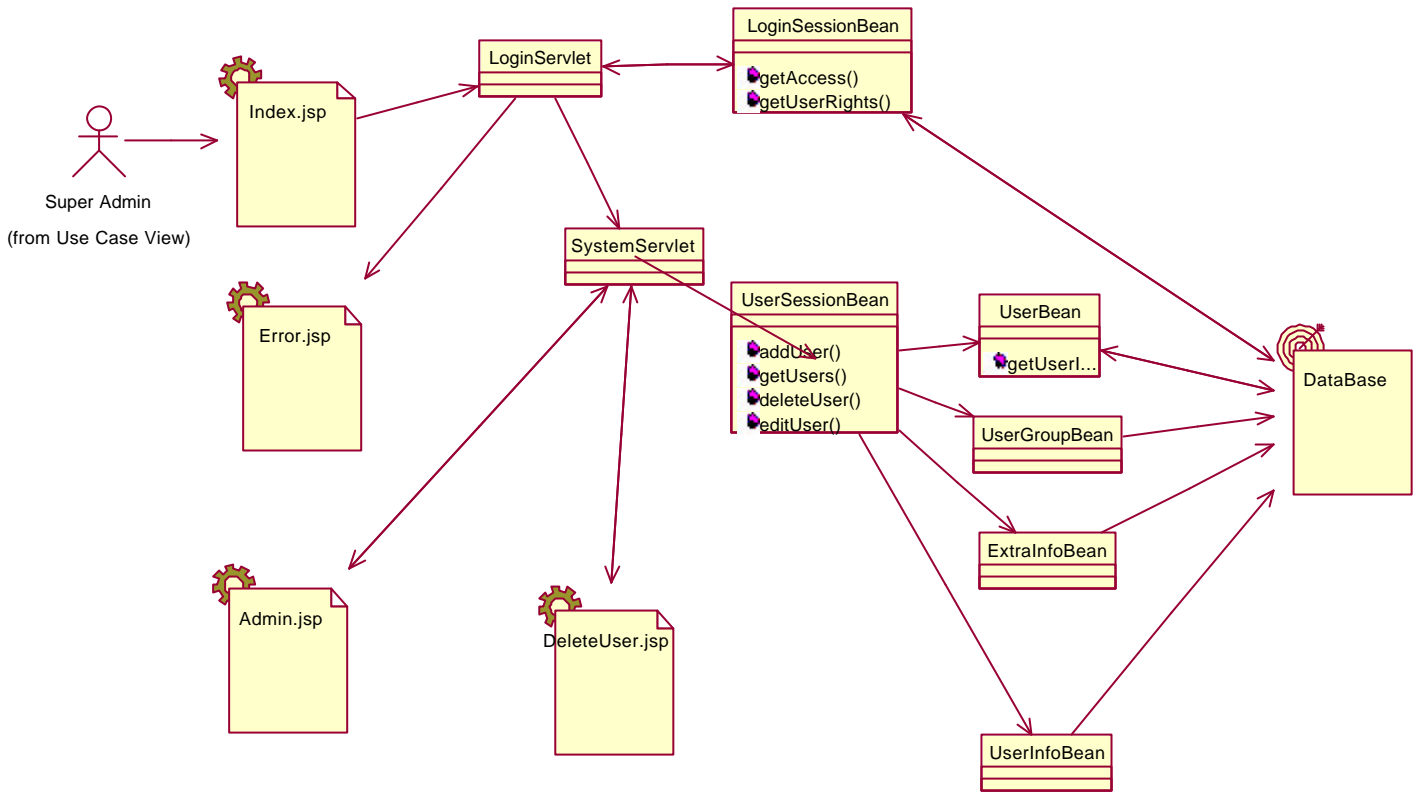 LoginSessionBean
getAccess()
getUserRights()
LoginServlet
Index.jsp
Super Admin
(from Use Case View)
SystemServlet
UserSessionBean
addUser()
getUsers()
deleteUser()
editUser()
UserBean
getUserI...
Error.jsp
DataBase
UserGroupBean
ExtraInfoBean
Admin.jsp
DeleteUser.jsp
UserInfoBean